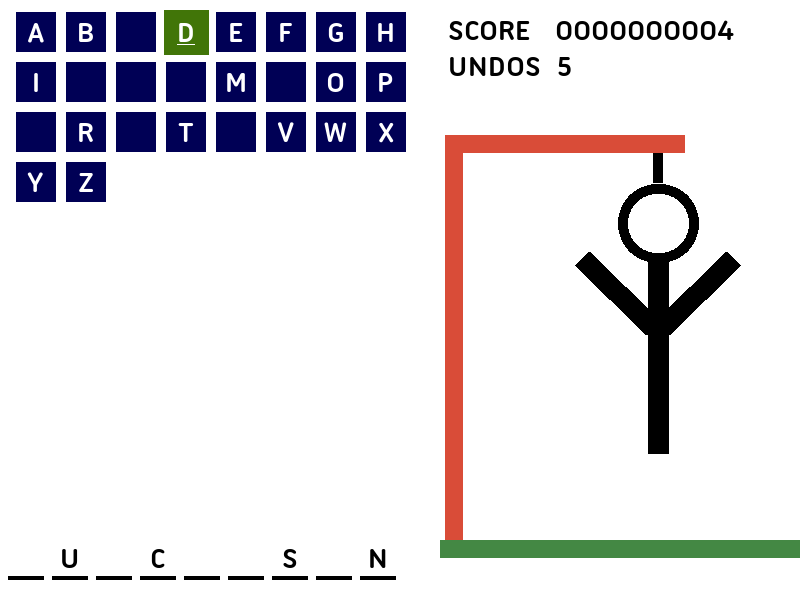 A B D E F G H
I M O P
R T V W X
Y Z
SCORE 0000000004
UNDOS 5
_ U _ C _ _ S _ N